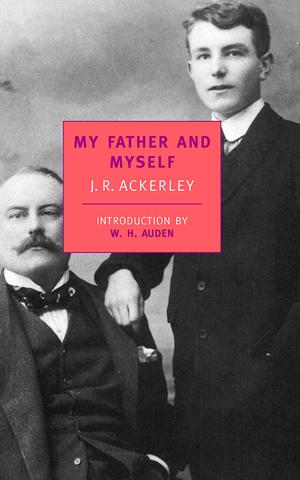 MY FATHER AND
MYSELF
J. R. ACKERLEY
INTRODUCTION BY
W. H. AUDEN